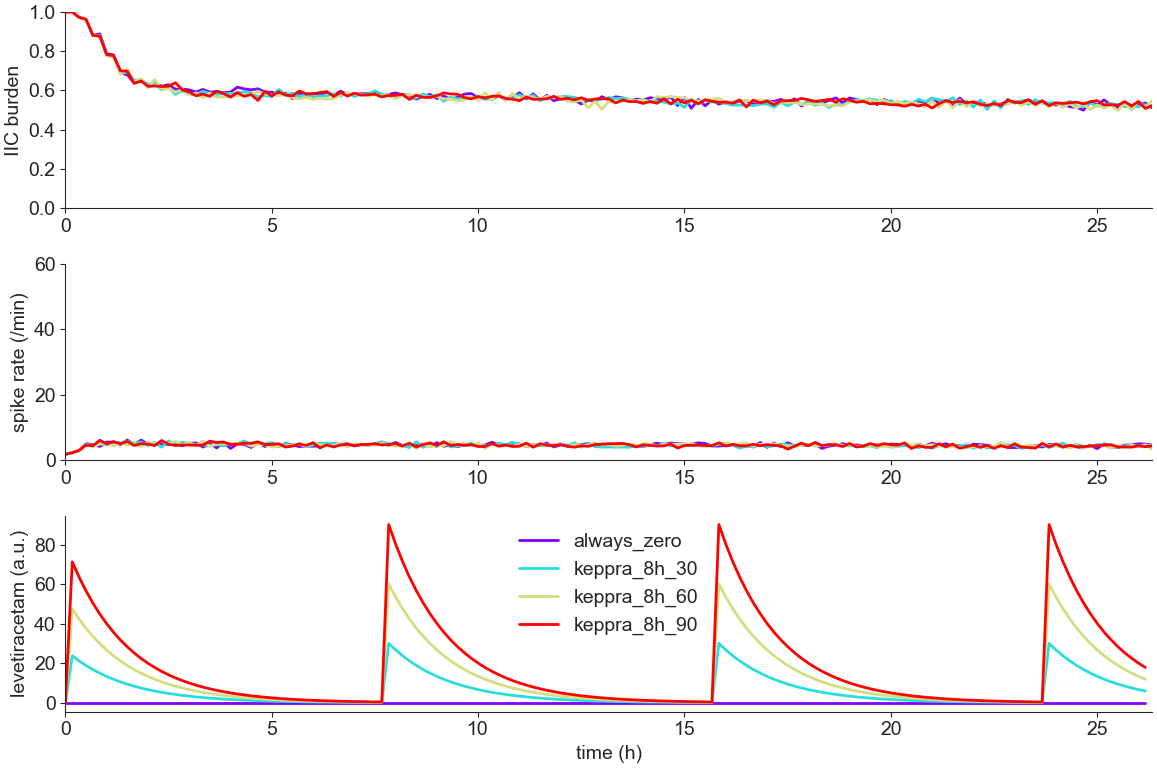 1.0
0.8
0.6
0.4
0.2
0.0
IIC burden
0 5 10 15 20 25
60
40
20
0
spike rate (/min)
0 5 10 15 20 25
80
60
40
20
0
levetiracetam (a.u.)
always_zero
keppra_8h_30
keppra_8h_60
keppra_8h_90
0 5 10 15 20 25
time (h)